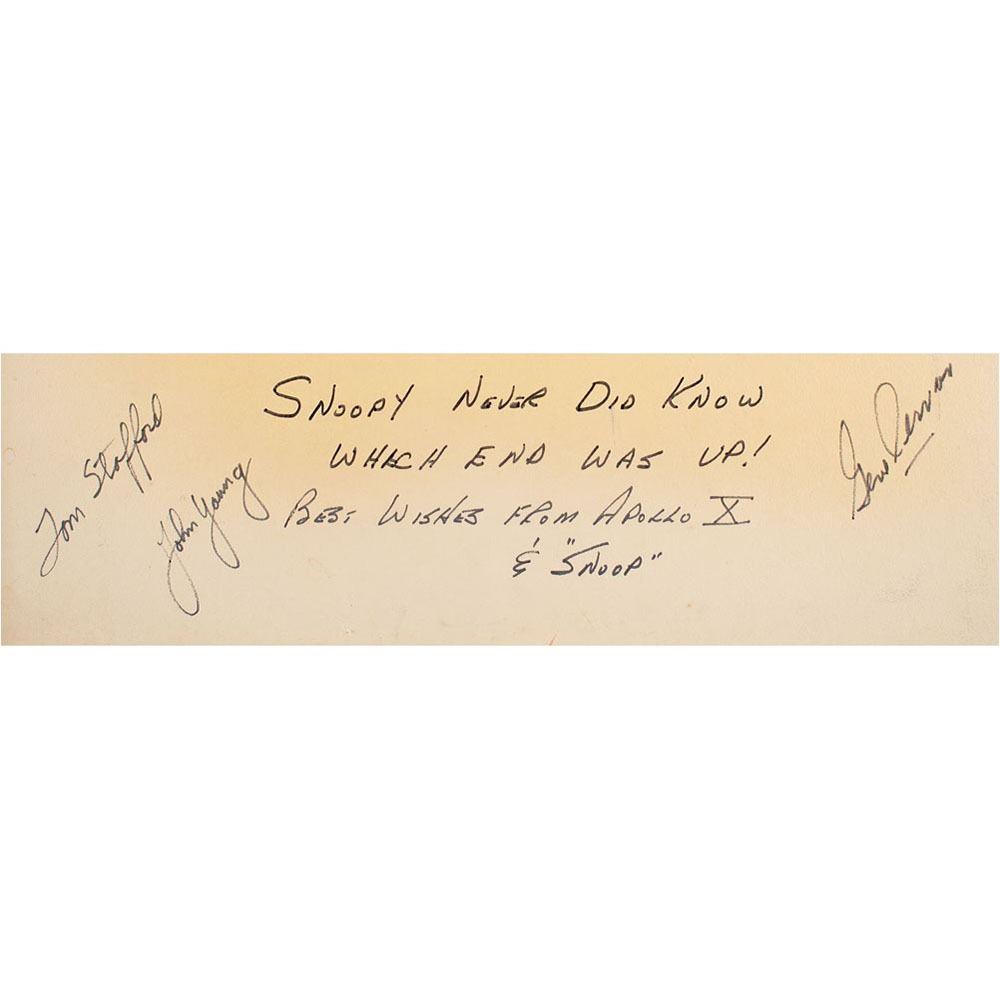 Snoopy Never Did Know
Which End Was Up!
Best Wishes From Apollo X
& "Snoop"
Tom Stafford
John Young
Gene Cernan